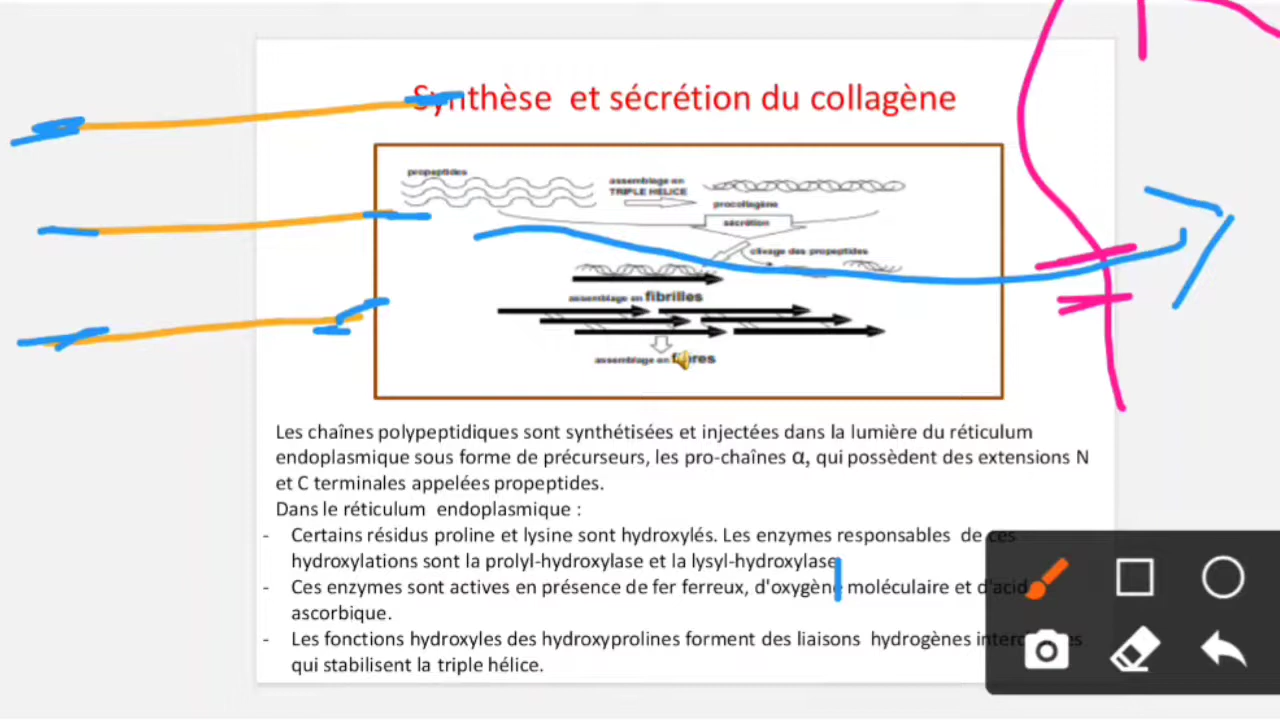 Synthèse et sécrétion du collagène
propeptides
assemblage en
TRIPLE HELICE
procollagène
sécrétion
clivage des propeptides
assemblage en fibrilles
assemblage en fibres
Les chaînes polypeptidiques sont synthétisées et injectées dans la lumière du réticulum
endoplasmique sous forme de précurseurs, les pro-chaînes α, qui possèdent des extensions N
et C terminales appelées propeptides.
Dans le réticulum endoplasmique :
- Certains résidus proline et lysine sont hydroxylés. Les enzymes responsables de ces
hydroxylations sont la prolyl-hydroxylase et la lysyl-hydroxylase
- Ces enzymes sont actives en présence de fer ferreux, d'oxygène moléculaire et d'acide
ascorbique.
- Les fonctions hydroxyles des hydroxyprolines forment des liaisons hydrogènes
qui stabilisent la triple hélice.